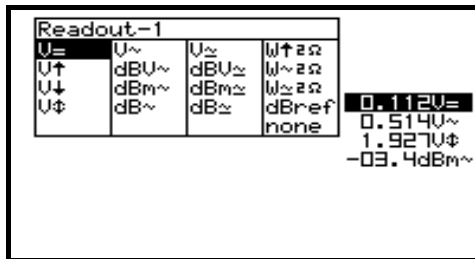 Readout-1
V= V~ V≃ W↑2Ω
V↑ dBV~ dBV≃ W~2Ω
V↓ dBm~ dBm≃ W≃2Ω
V⇕ dB~ dB≃ dBref
none
0.112V=
0.514V~
1.927V⇕
-03.4dBm~